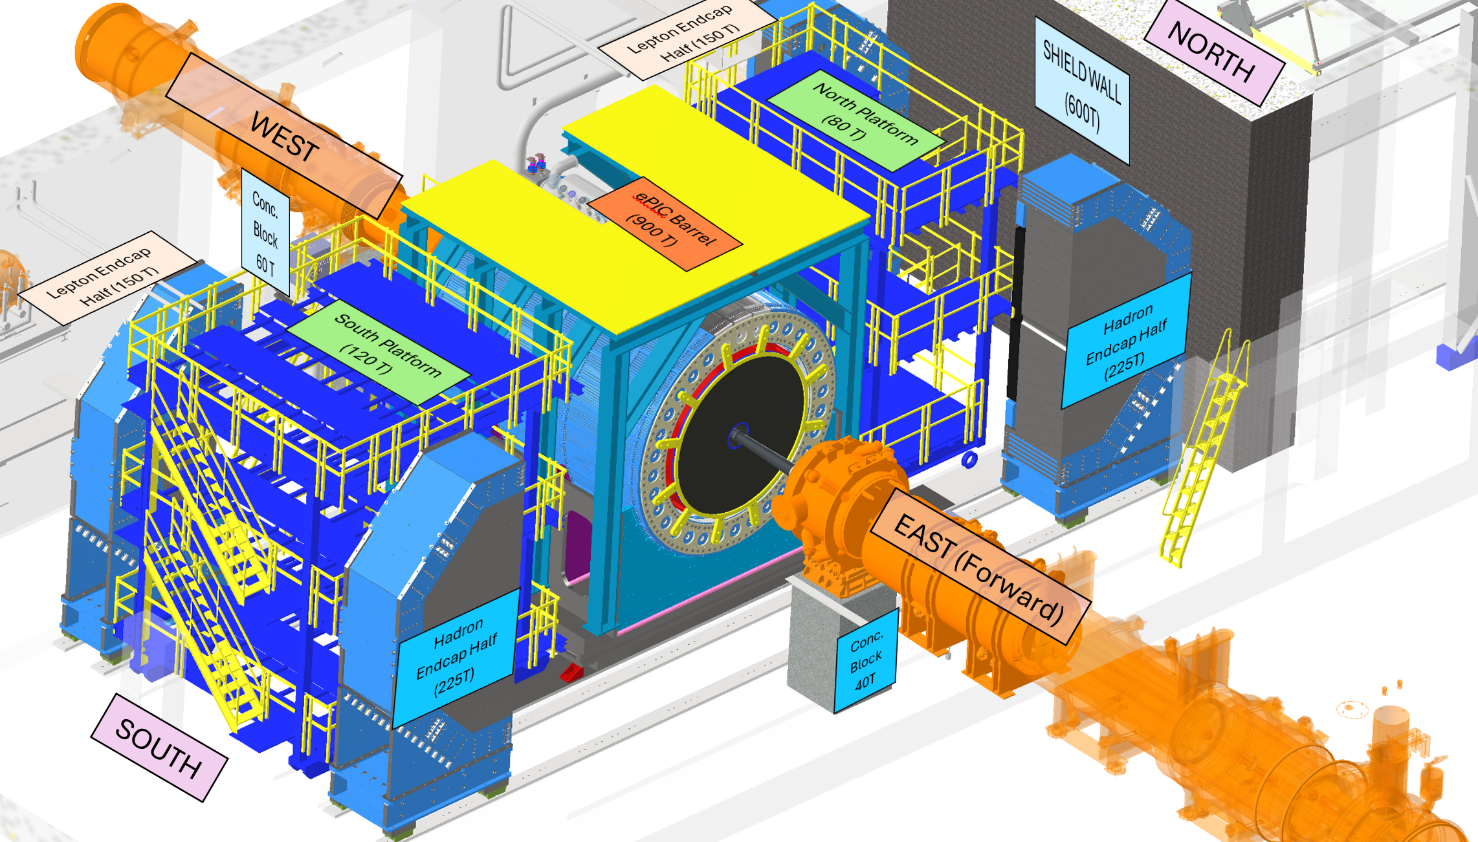 Lepton Endcap
Half (150 T)
NORTH
SHIELD WALL
(600T)
North Platform
(80 T)
WEST
Conc.
Block
60 T
ePIC Barrel
(900 T)
Lepton Endcap
Half (150 T)
South Platform
(120 T)
Hadron
Endcap Half
(225T)
EAST (Forward)
Hadron
Endcap Half
(225T)
Conc.
Block
40T
SOUTH